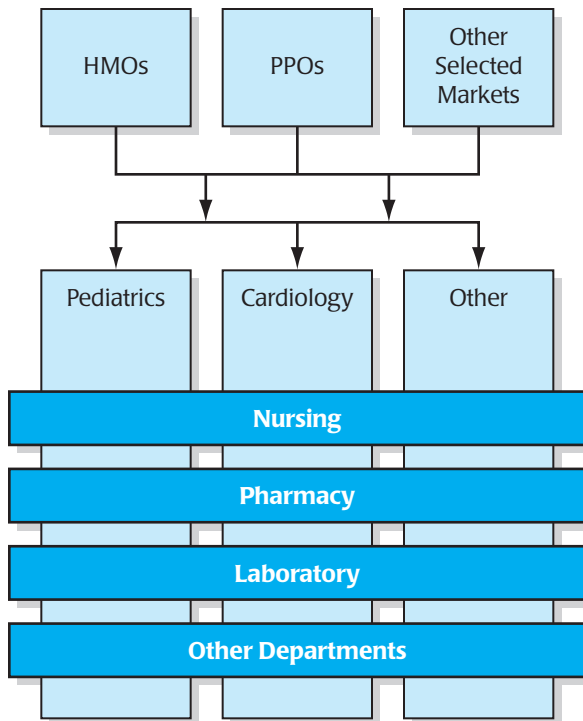 HMOs
PPOs
Other
Selected
Markets
Pediatrics
Cardiology
Other
Nursing
Pharmacy
Laboratory
Other Departments